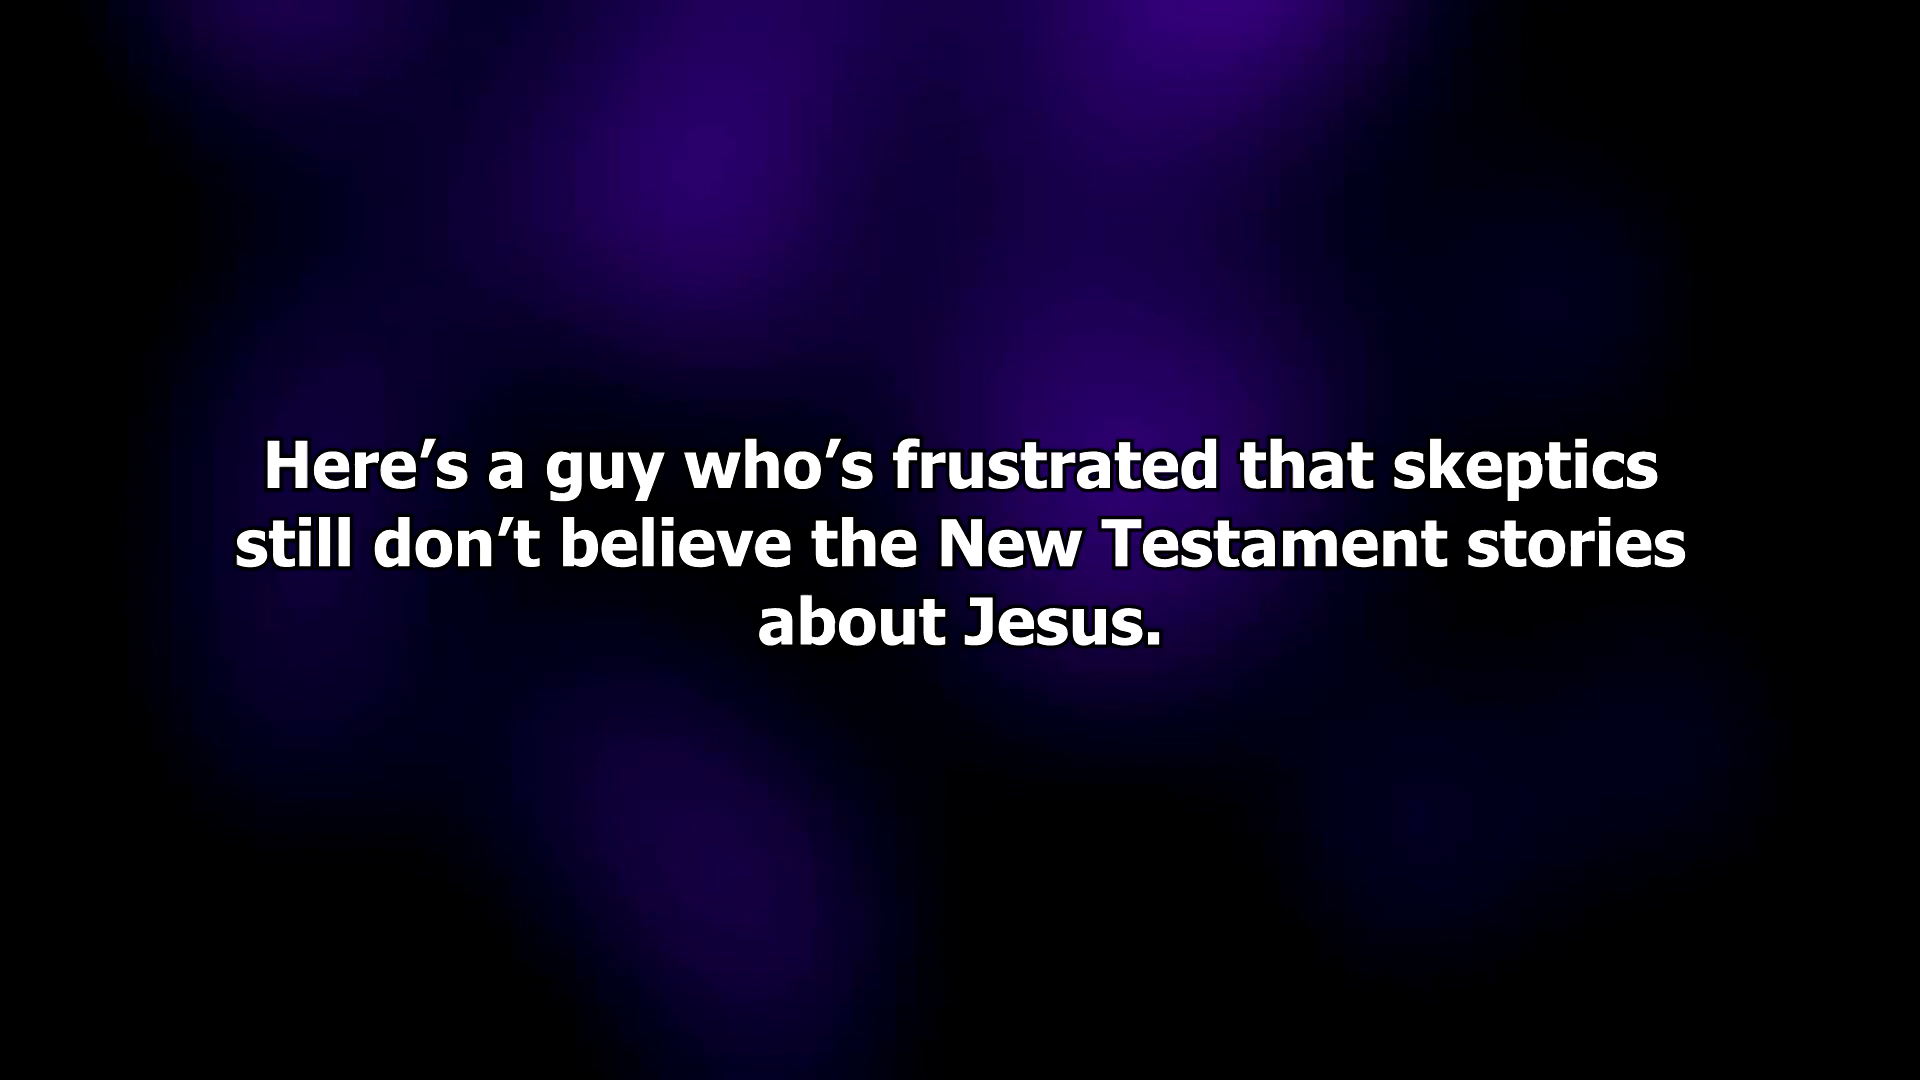 Here’s a guy who’s frustrated that skeptics
still don’t believe the New Testament stories
about Jesus.